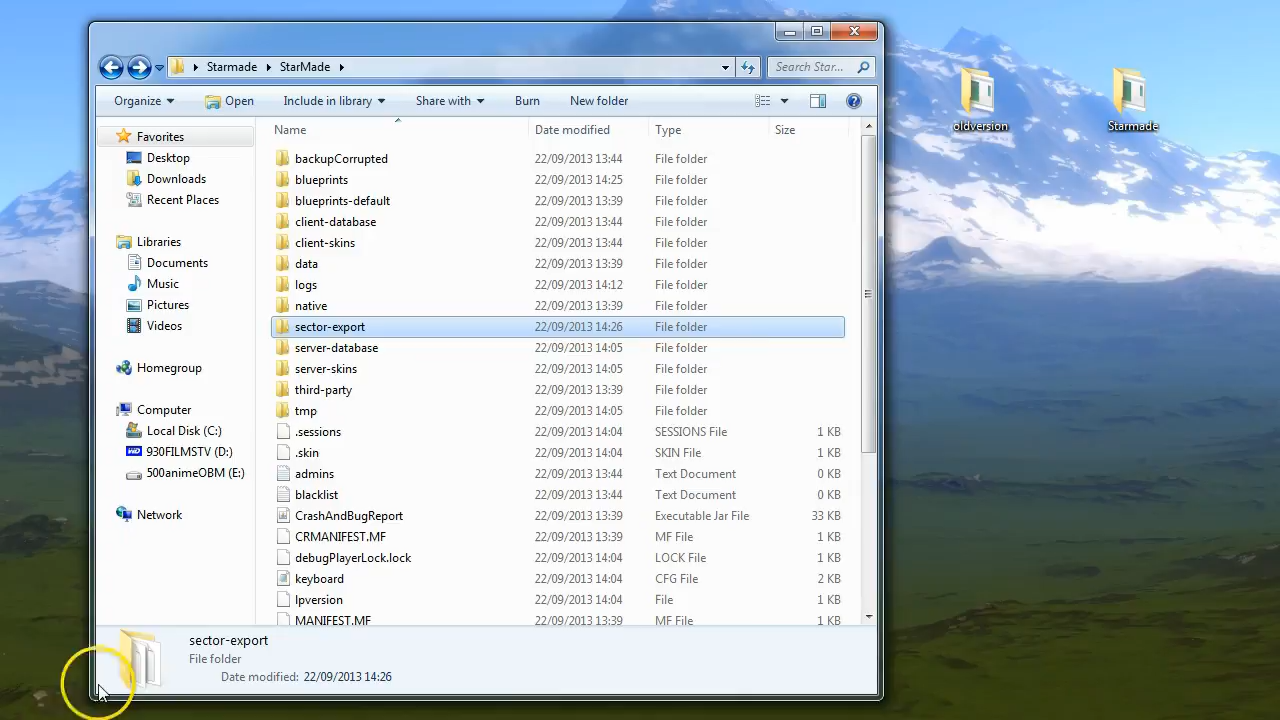 Starmade StarMade Search Star...
Organize Open Include in library Share with Burn New folder
Name Date modified Type Size
Favorites
Desktop
Downloads
Recent Places
Libraries
Documents
Music
Pictures
Videos
Homegroup
Computer
Local Disk (C:)
930FILMSTV (D:)
500animeOBM (E:)
Network
backupCorrupted 22/09/2013 13:44 File folder
blueprints 22/09/2013 14:25 File folder
blueprints-default 22/09/2013 13:39 File folder
client-database 22/09/2013 13:44 File folder
client-skins 22/09/2013 13:44 File folder
data 22/09/2013 13:39 File folder
logs 22/09/2013 14:12 File folder
native 22/09/2013 13:39 File folder
sector-export 22/09/2013 14:26 File folder
server-database 22/09/2013 14:05 File folder
server-skins 22/09/2013 14:05 File folder
third-party 22/09/2013 13:39 File folder
tmp 22/09/2013 14:05 File folder
.sessions 22/09/2013 14:04 SESSIONS File 1 KB
.skin 22/09/2013 14:04 SKIN File 1 KB
admins 22/09/2013 13:44 Text Document 0 KB
blacklist 22/09/2013 13:44 Text Document 0 KB
CrashAndBugReport 22/09/2013 13:39 Executable Jar File 33 KB
CRMANIFEST.MF 22/09/2013 13:39 MF File 1 KB
debugPlayerLock.lock 22/09/2013 14:04 LOCK File 0 KB
keyboard 22/09/2013 14:04 CFG File 2 KB
lpversion 22/09/2013 14:04 File 1 KB
MANIFEST.MF 22/09/2013 13:39 MF File 1 KB
sector-export
File folder
Date modified: 22/09/2013 14:26
oldversion
Starmade